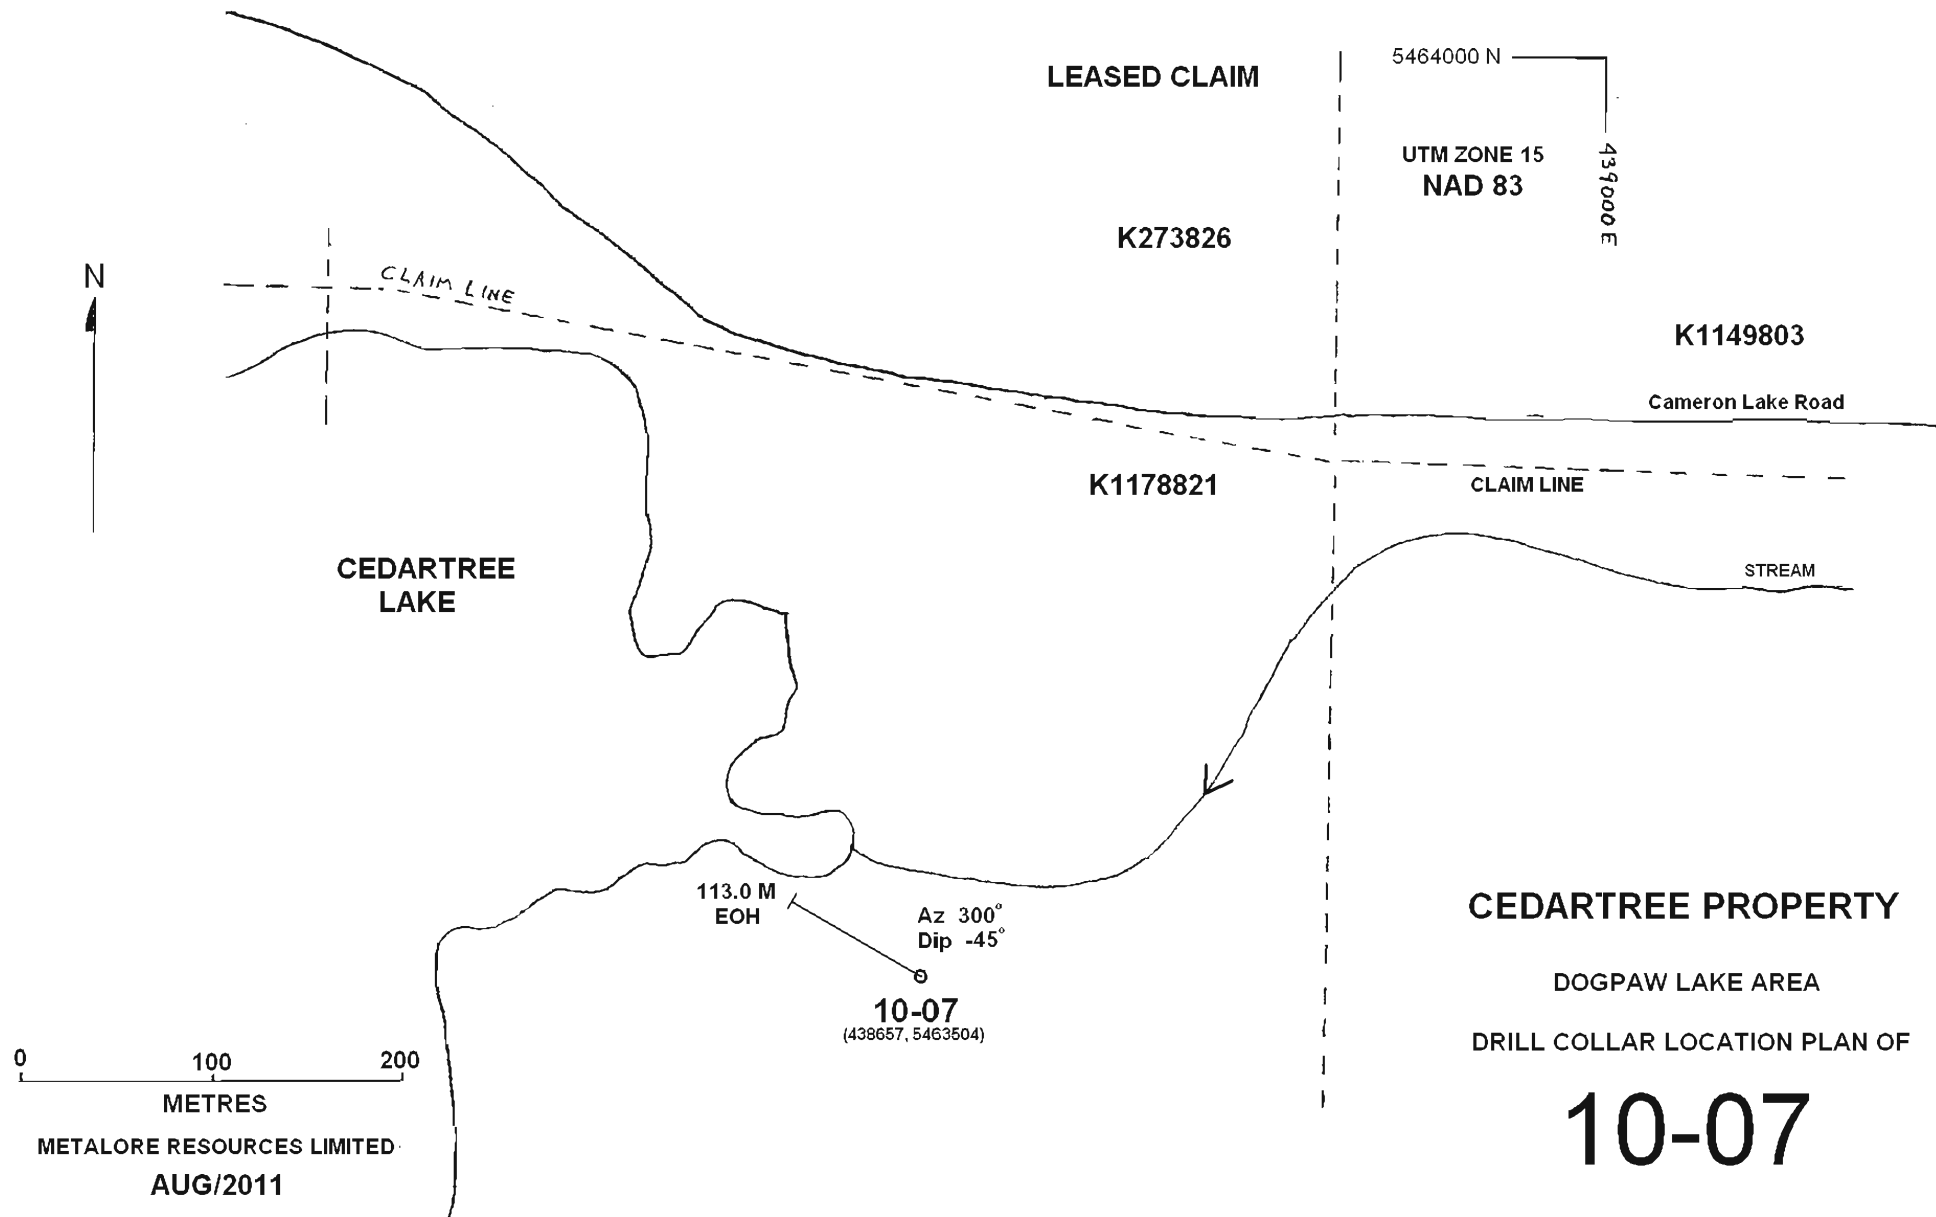 LEASED CLAIM
5464000 N
UTM ZONE 15
NAD 83
439000E
K273826
N
CLAIM LINE
K1149803
Cameron Lake Road
K1178821
CLAIM LINE
CEDARTREE
LAKE
STREAM
113.0 M
EOH
Az 300°
Dip -45°
10-07
(438657, 5463504)
CEDARTREE PROPERTY
DOGPAW LAKE AREA
DRILL COLLAR LOCATION PLAN OF
10-07
0 100 200
METRES
METALORE RESOURCES LIMITED
AUG/2011